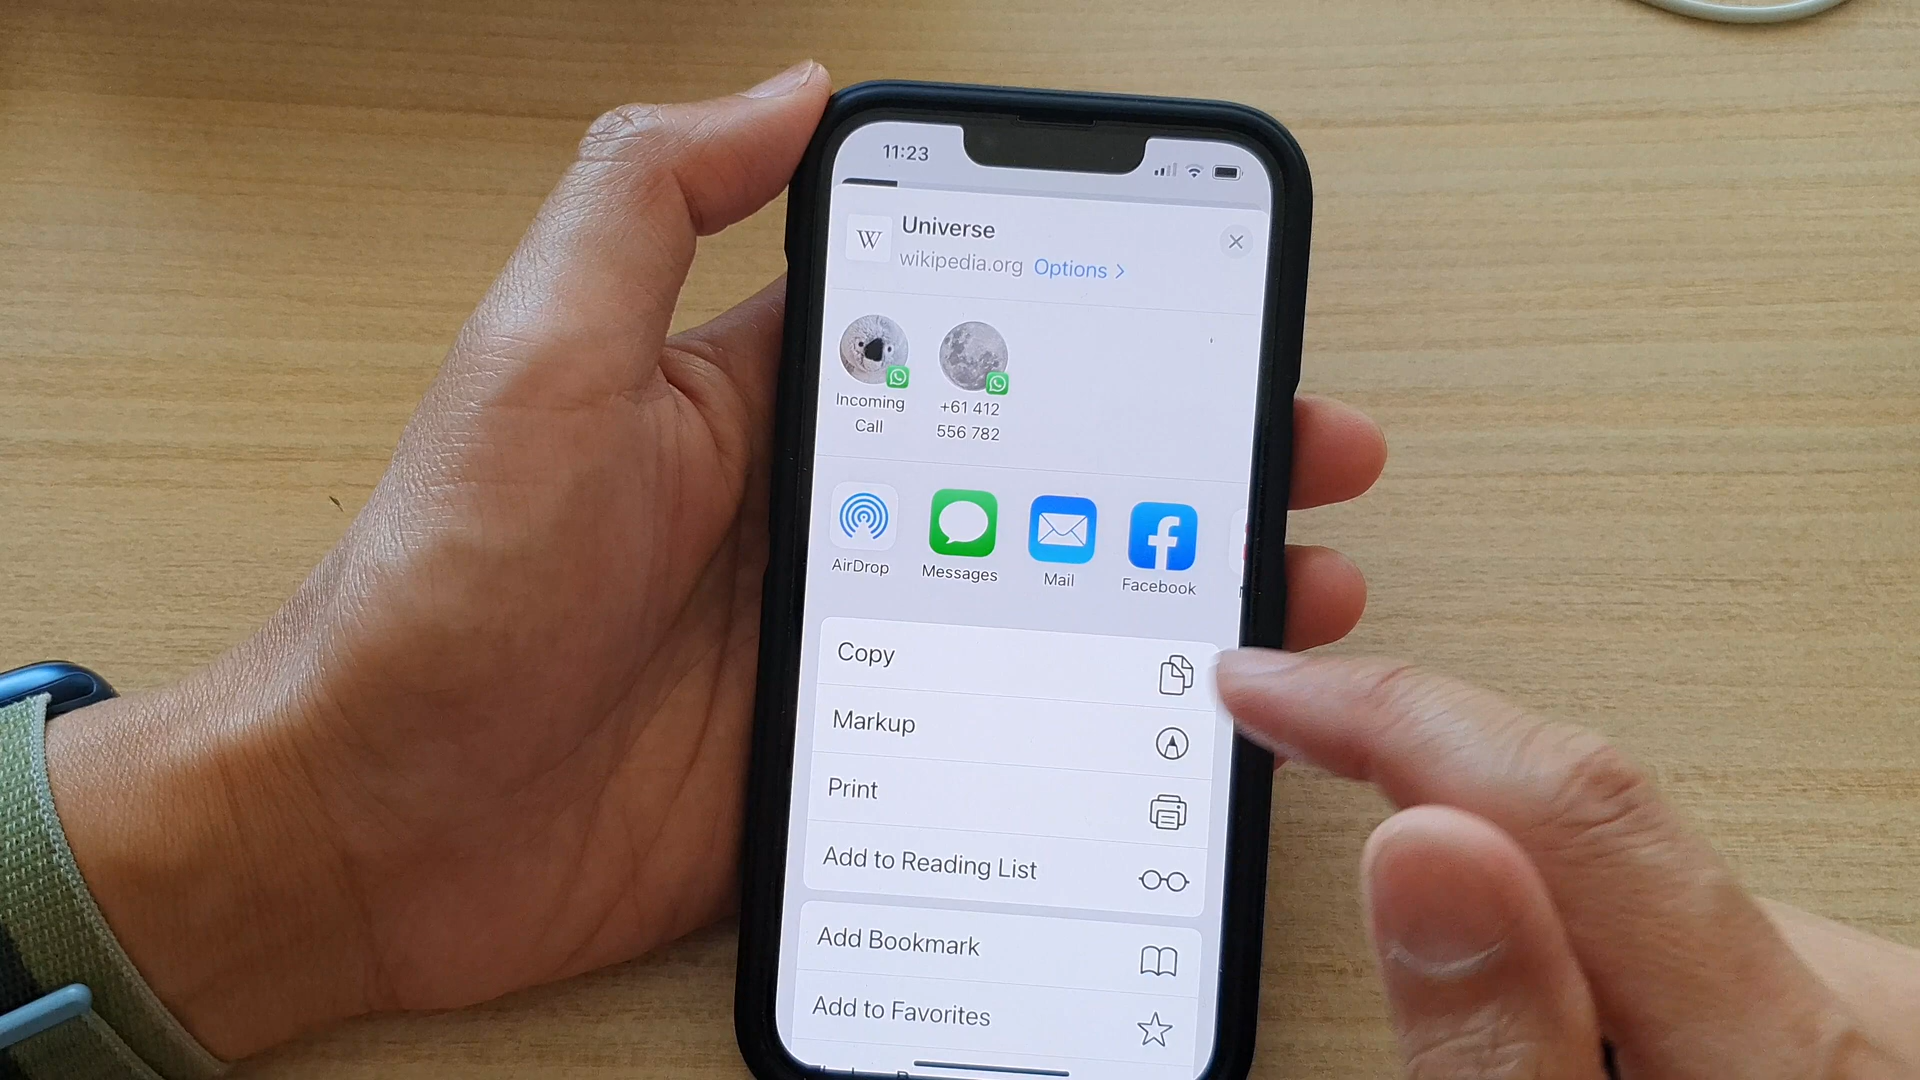 11:23
W
Universe
wikipedia.org Options >
Incoming
Call
+61 412
556 782
AirDrop
Messages
Mail
Facebook
Copy
Markup
Print
Add to Reading List
Add Bookmark
Add to Favorites